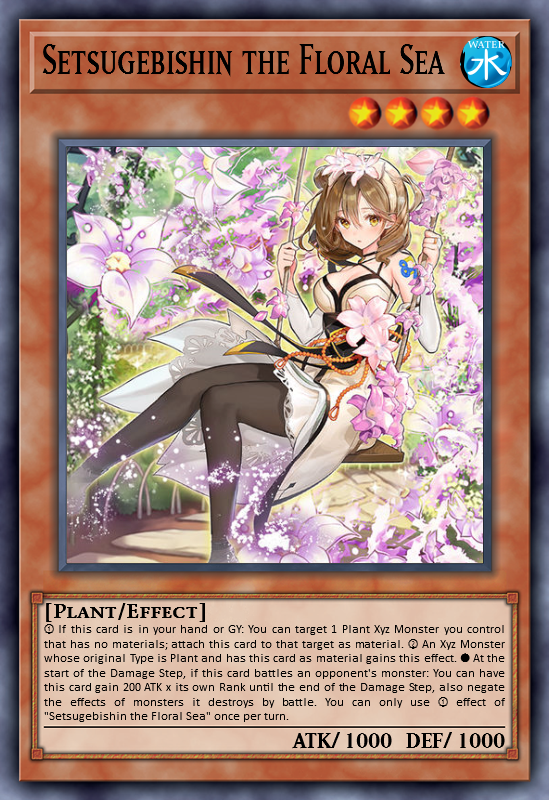 Setsugebishin the Floral Sea
WATER
水
[Plant/Effect]
① If this card is in your hand or GY: You can target 1 Plant Xyz Monster you control
that has no materials; attach this card to that target as material. ② An Xyz Monster
whose original Type is Plant and has this card as material gains this effect. ● At the
start of the Damage Step, if this card battles an opponent's monster: You can have
this card gain 200 ATK x its own Rank until the end of the Damage Step, also negate
the effects of monsters it destroys by battle. You can only use ① effect of
"Setsugebishin the Floral Sea" once per turn.
ATK/ 1000 DEF/ 1000